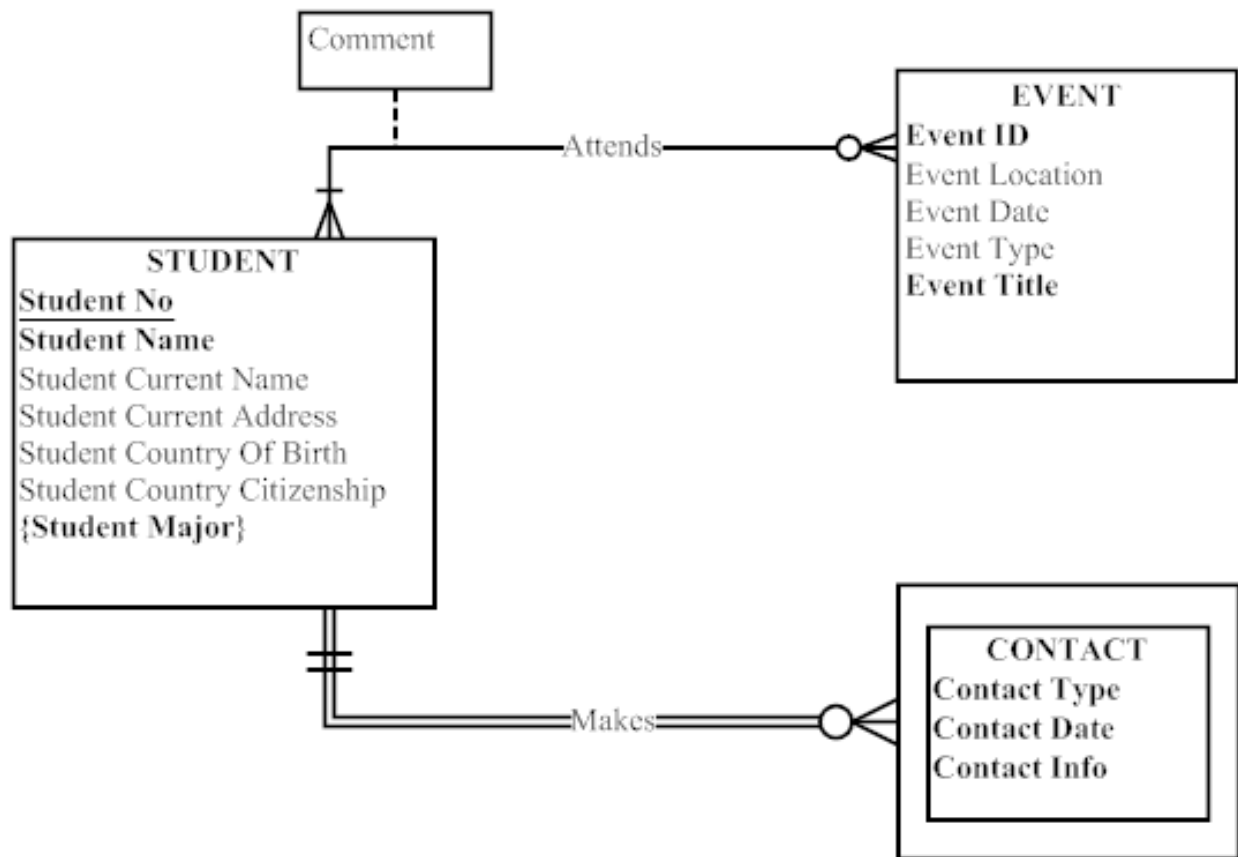 Comment
EVENT
Event ID
Event Location
Event Date
Event Type
Event Title
Attends
STUDENT
Student No
Student Name
Student Current Name
Student Current Address
Student Country Of Birth
Student Country Citizenship
{Student Major}
Makes
CONTACT
Contact Type
Contact Date
Contact Info